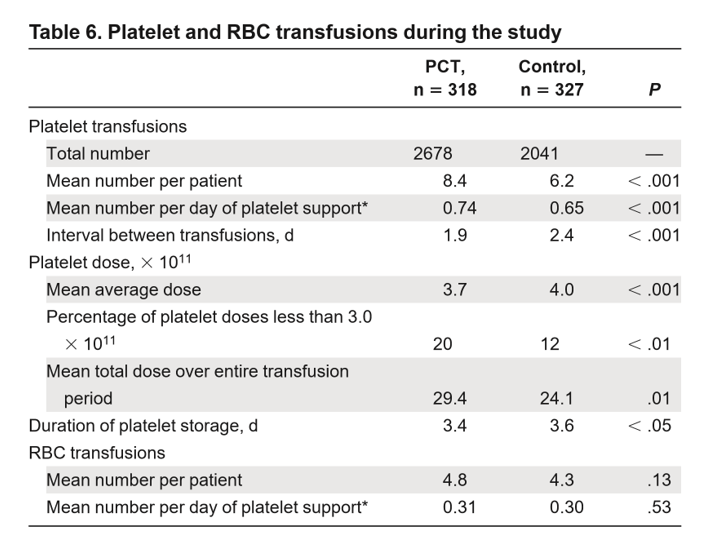 Table 6. Platelet and RBC transfusions during the study
PCT, Control,
n = 318 n = 327 P
Platelet transfusions
Total number 2678 2041 —
Mean number per patient 8.4 6.2 < .001
Mean number per day of platelet support* 0.74 0.65 < .001
Interval between transfusions, d 1.9 2.4 < .001
Platelet dose, × 10¹¹
Mean average dose 3.7 4.0 < .001
Percentage of platelet doses less than 3.0
× 10¹¹ 20 12 < .01
Mean total dose over entire transfusion
period 29.4 24.1 .01
Duration of platelet storage, d 3.4 3.6 < .05
RBC transfusions
Mean number per patient 4.8 4.3 .13
Mean number per day of platelet support* 0.31 0.30 .53